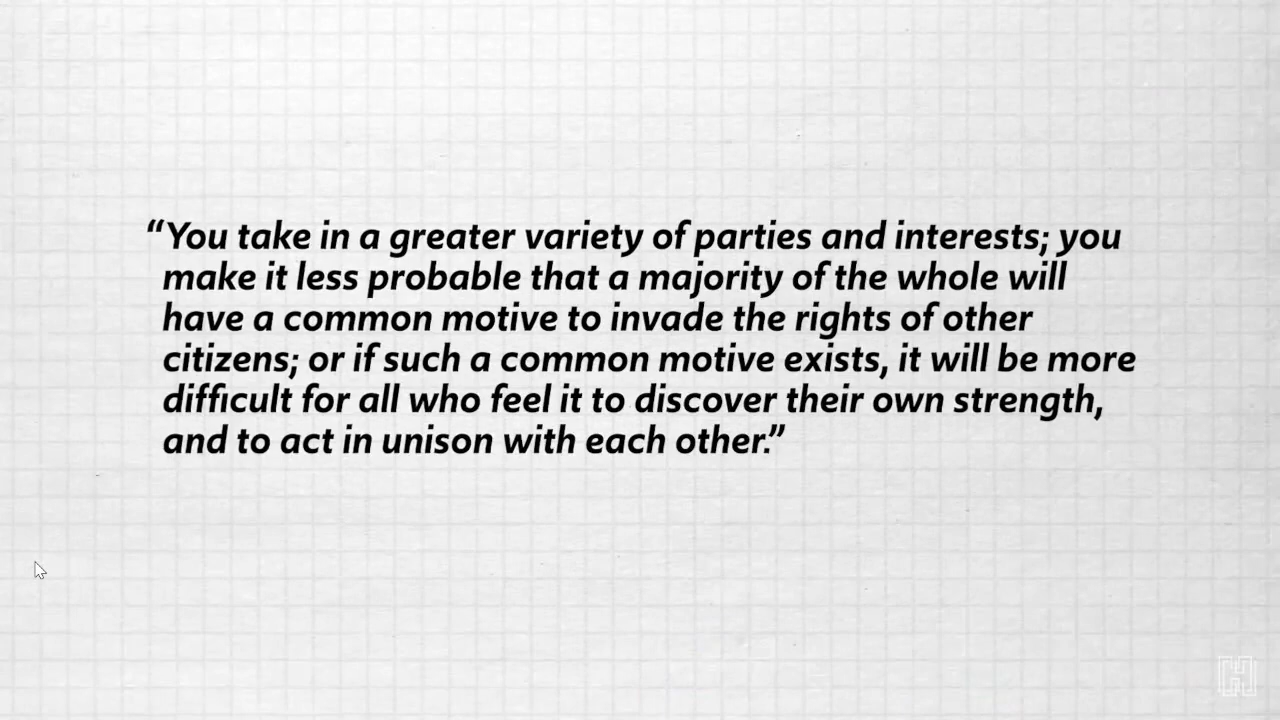 “You take in a greater variety of parties and interests; you
make it less probable that a majority of the whole will
have a common motive to invade the rights of other
citizens; or if such a common motive exists, it will be more
difficult for all who feel it to discover their own strength,
and to act in unison with each other.”